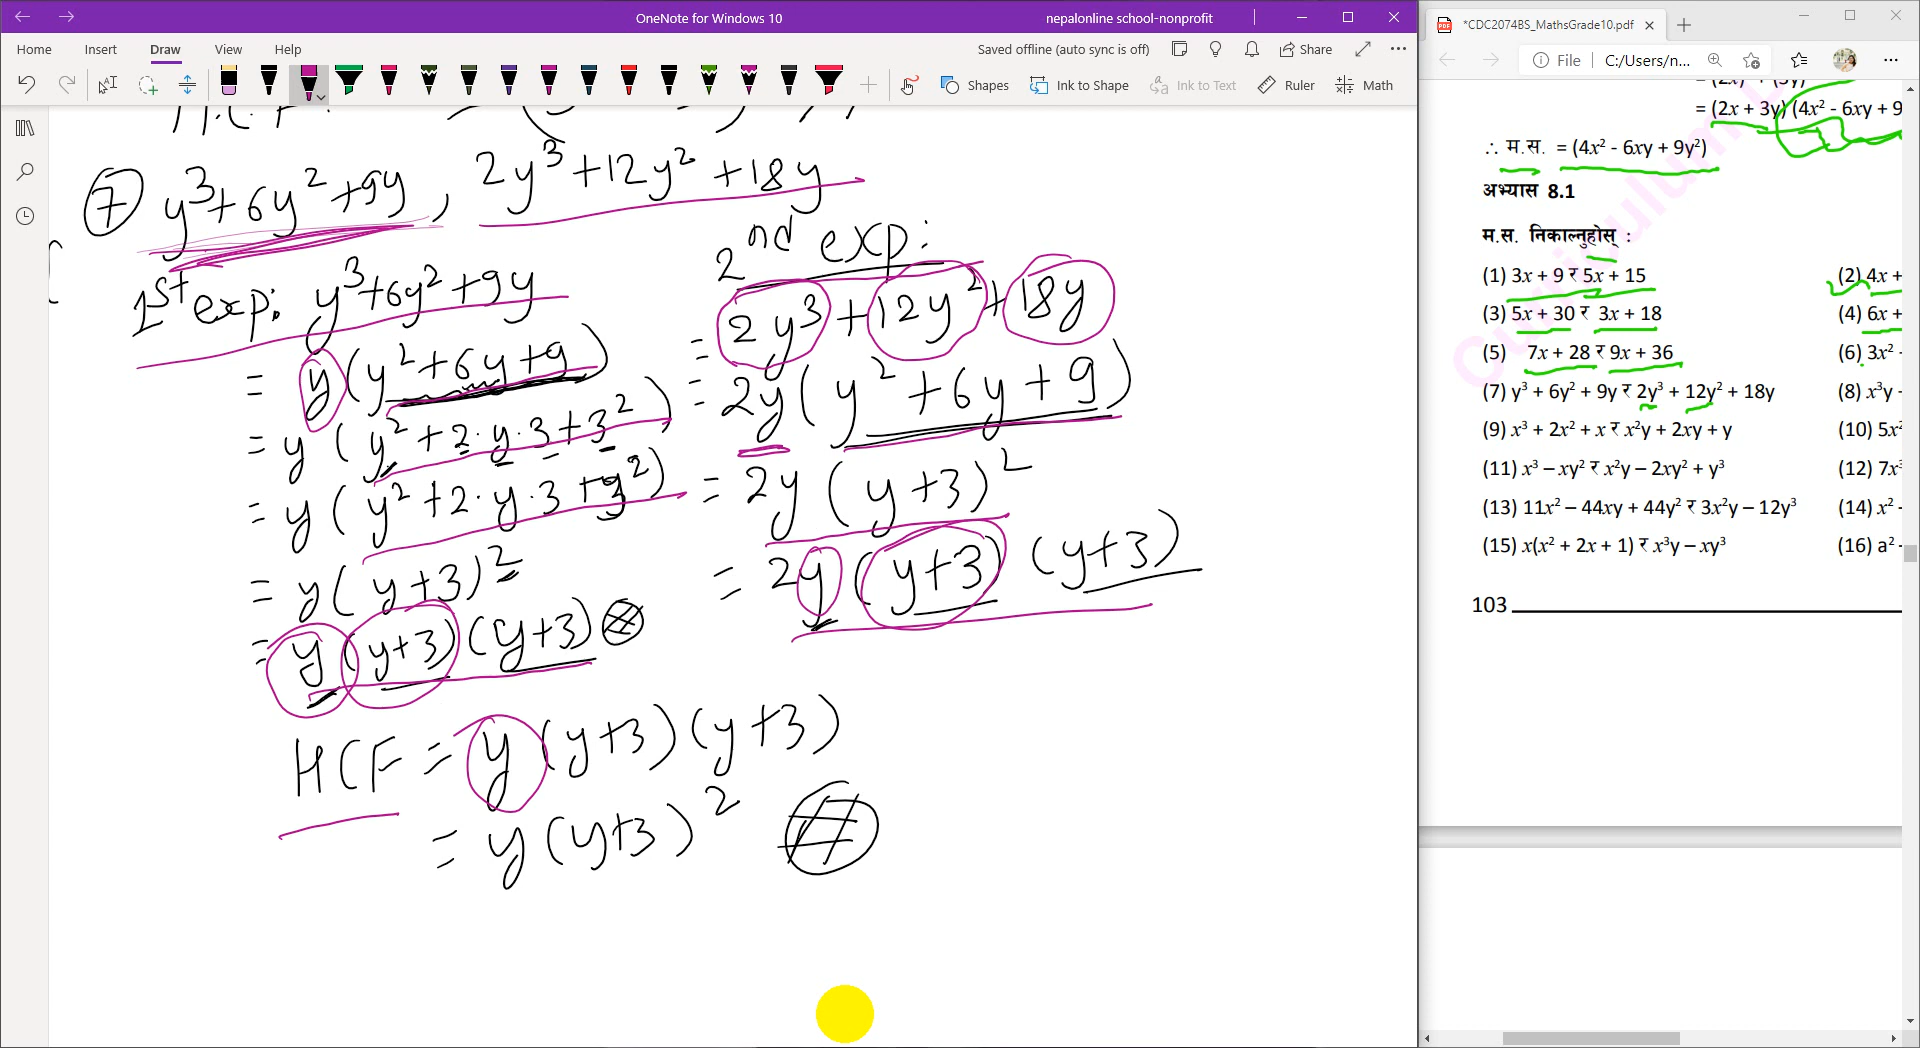 OneNote for Windows 10
nepalonline school-nonprofit
Home Insert Draw View Help
Saved offline (auto sync is off)
Share
Shapes Ink to Shape Ink to Text Ruler Math
H.C.F.
⑦ y³+6y²+9y , 2y³+12y²+18y
1st exp: y³+6y²+9y
= y(y²+6y+9)
= y(y²+2·y·3+3²)
= y(y²+2·y·3+3²)
= y(y+3)²
= y(y+3)(y+3)
2nd exp:
= 2y³+12y²+18y
= 2y(y²+6y+9)
= 2y(y+3)²
= 2y(y+3)(y+3)
HCF = y(y+3)(y+3)
= y(y+3)²
*CDC2074BS_MathsGrade10.pdf
File C:/Users/n...
= (2x + 3y) (4x² - 6xy + 9
∴ म.स. = (4x² - 6xy + 9y²)
अभ्यास 8.1
म.स. निकाल्नुहोस् :
(1) 3x + 9 र 5x + 15 (2) 4x +
(3) 5x + 30 र 3x + 18 (4) 6x +
(5) 7x + 28 र 9x + 36 (6) 3x² -
(7) y³ + 6y² + 9y र 2y³ + 12y² + 18y (8) x³y -
(9) x³ + 2x² + x र x²y + 2xy + y (10) 5x²
(11) x³ – xy² र x²y – 2xy² + y³ (12) 7x³
(13) 11x² – 44xy + 44y² र 3x²y – 12y³ (14) x² -
(15) x(x² + 2x + 1) र x³y – xy³ (16) a² -
103